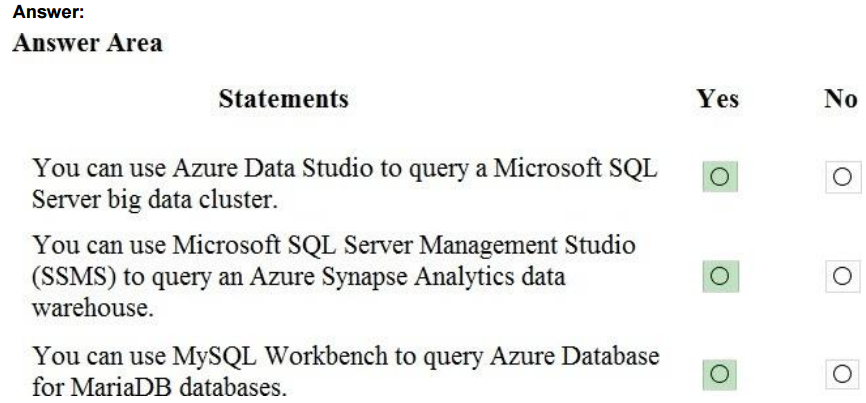 Answer:
Answer Area
Statements Yes No
You can use Azure Data Studio to query a Microsoft SQL
Server big data cluster.
You can use Microsoft SQL Server Management Studio
(SSMS) to query an Azure Synapse Analytics data
warehouse.
You can use MySQL Workbench to query Azure Database
for MariaDB databases.